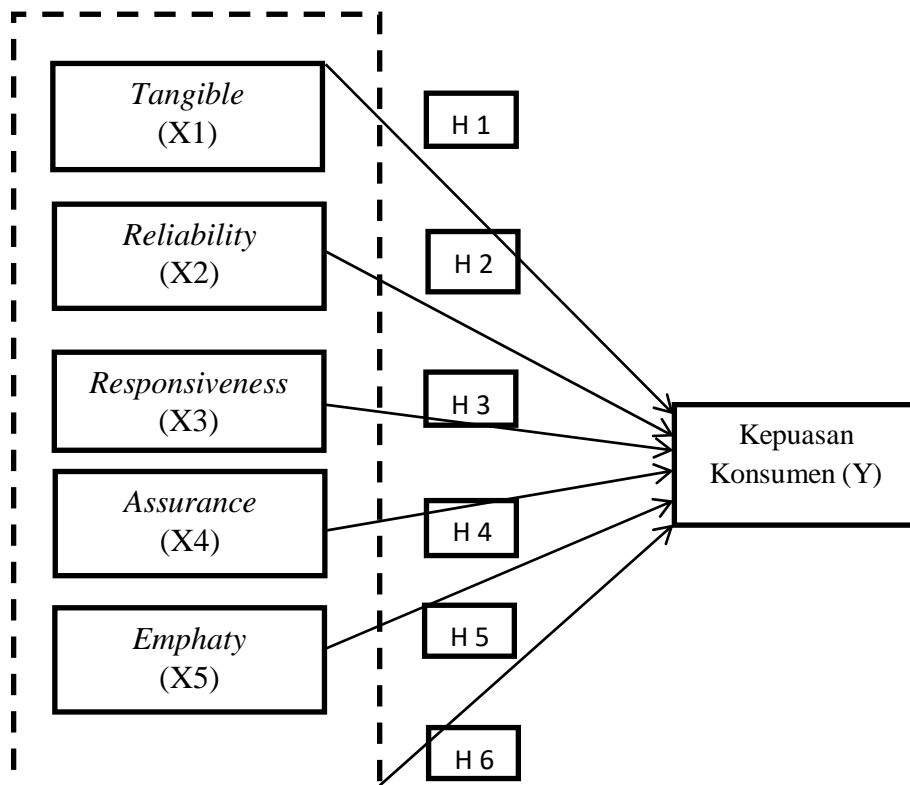 Tangible
(X1)
H 1
Reliability
(X2)
H 2
Responsiveness
(X3)
H 3
Kepuasan
Konsumen (Y)
Assurance
(X4)
H 4
Emphaty
(X5)
H 5
H 6